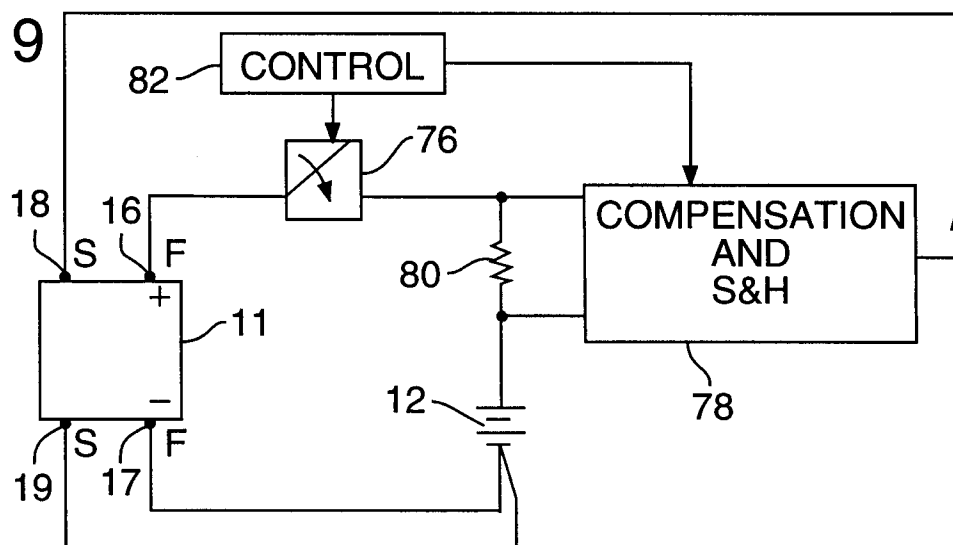 9
CONTROL
82
76
18
S
16
F
COMPENSATION
AND
S&H
80
+
11
−
12
78
S
F
19
17